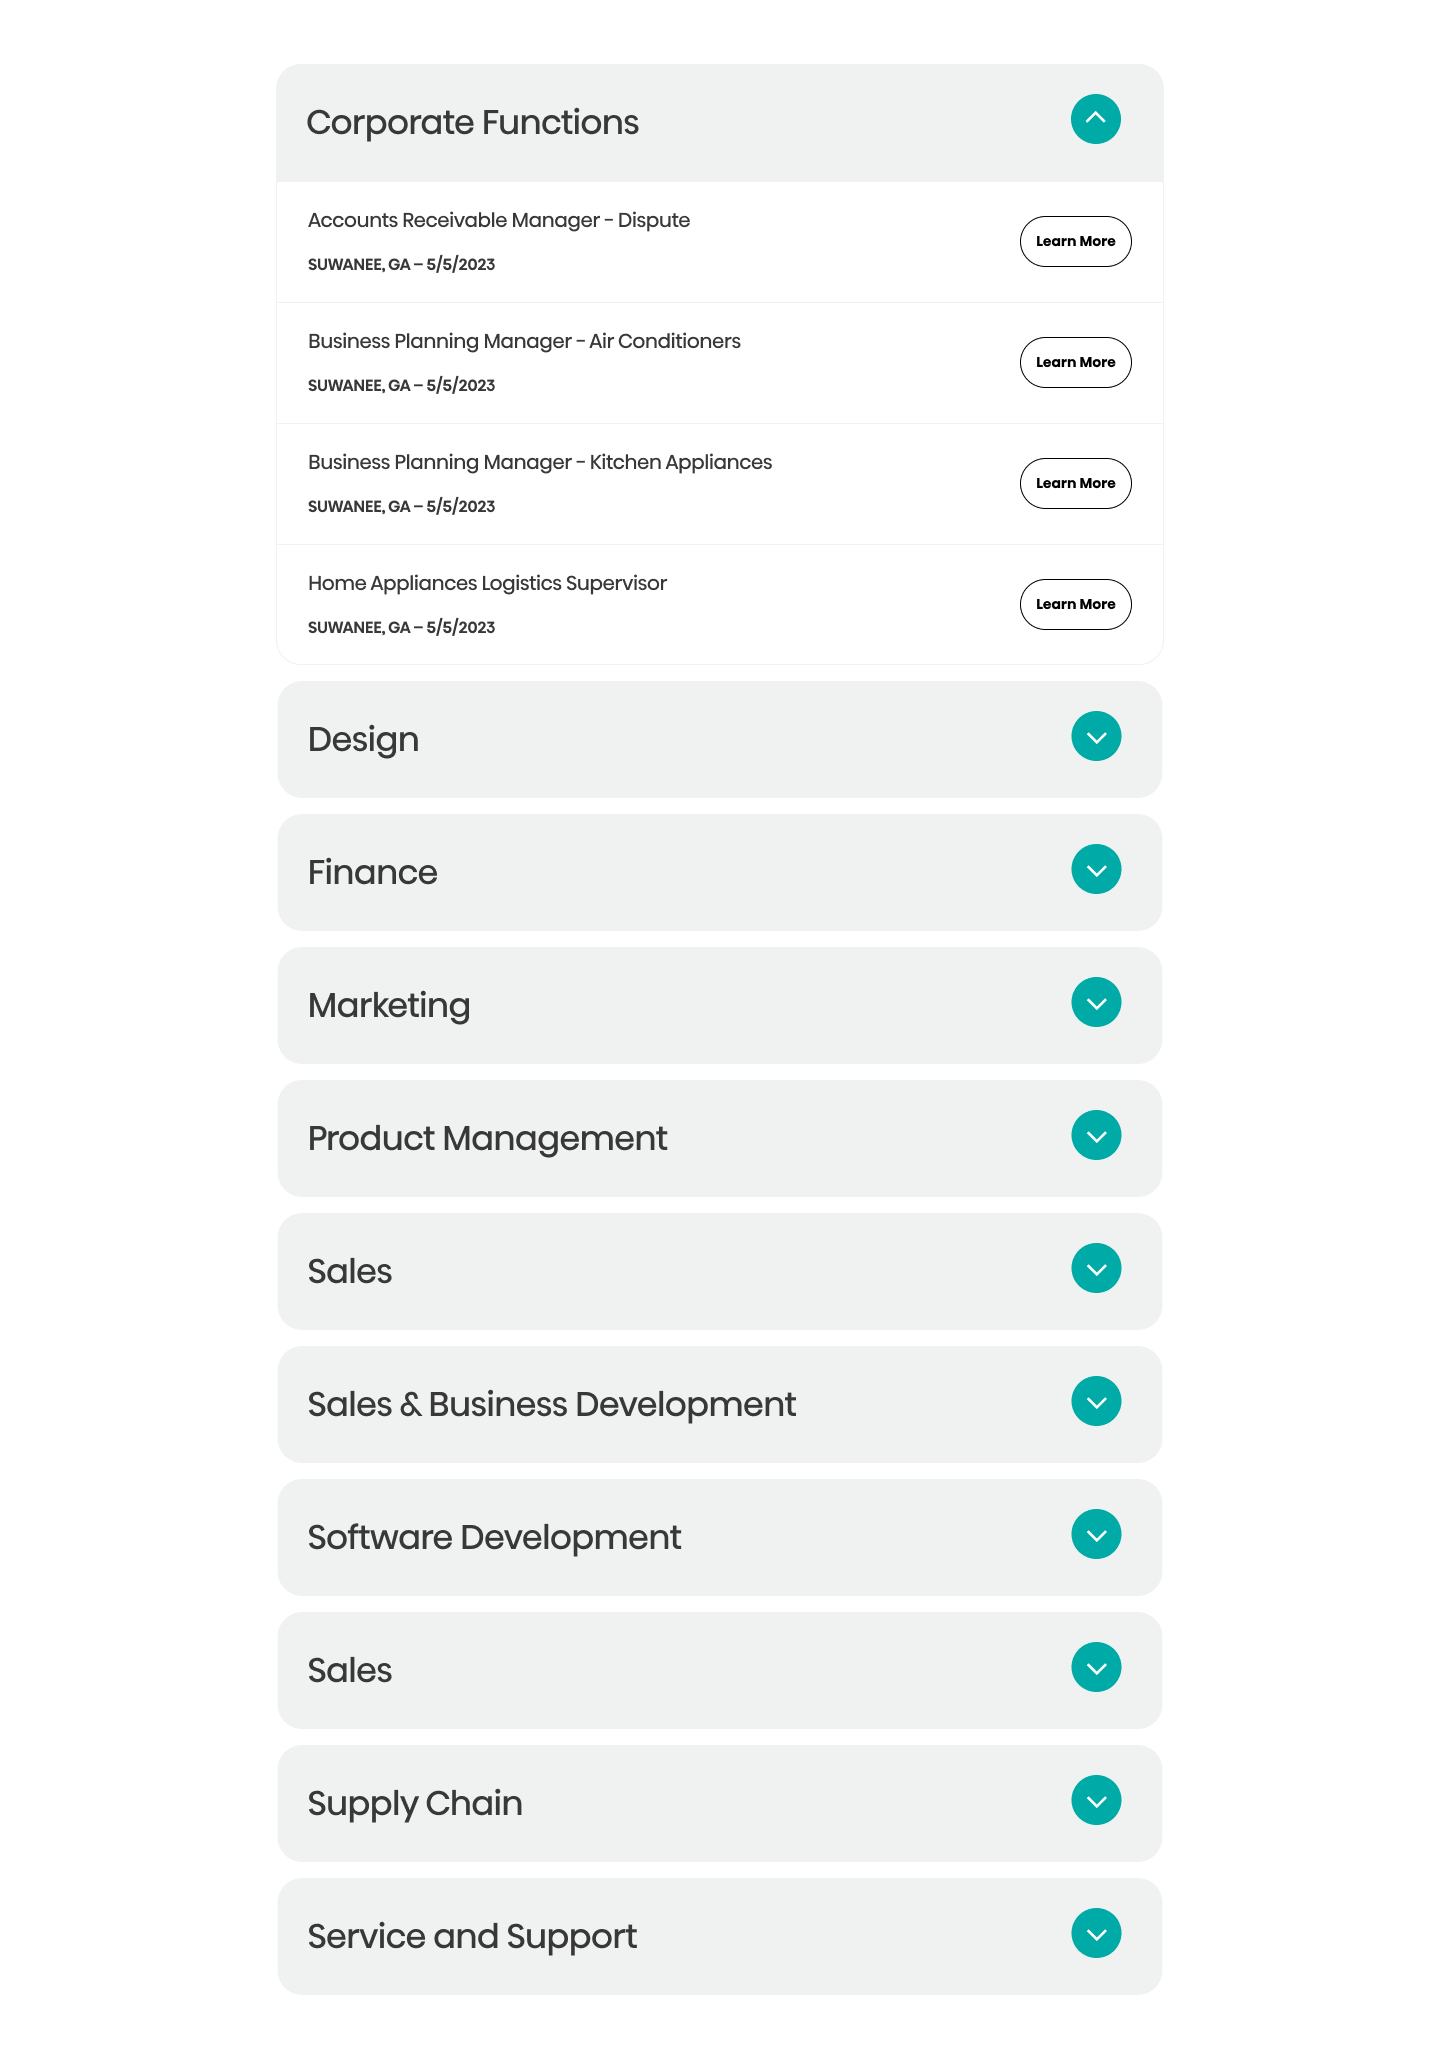 Corporate Functions
Accounts Receivable Manager - Dispute
SUWANEE, GA – 5/5/2023
Learn More
Business Planning Manager - Air Conditioners
SUWANEE, GA – 5/5/2023
Learn More
Business Planning Manager - Kitchen Appliances
SUWANEE, GA – 5/5/2023
Learn More
Home Appliances Logistics Supervisor
SUWANEE, GA – 5/5/2023
Learn More
Design
Finance
Marketing
Product Management
Sales
Sales & Business Development
Software Development
Sales
Supply Chain
Service and Support